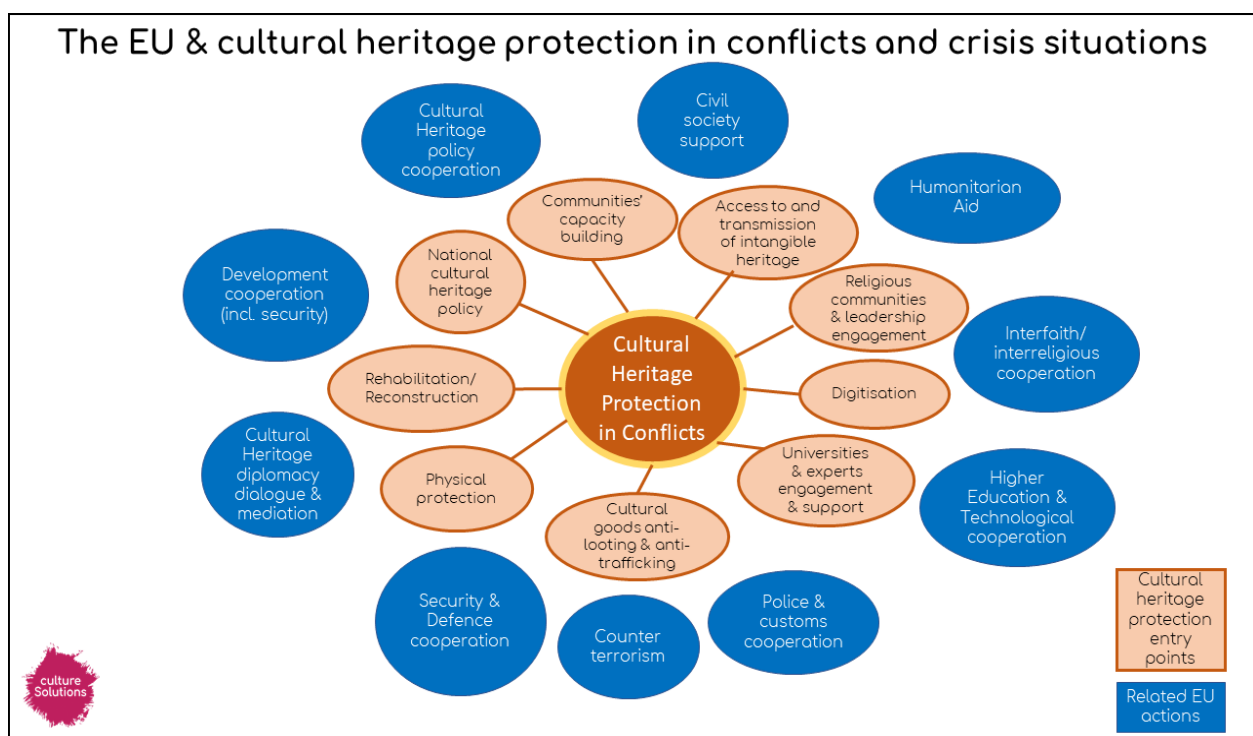 The EU & cultural heritage protection in conflicts and crisis situations
Cultural
Heritage
policy
cooperation
Civil
society
support
Humanitarian
Aid
Communities'
capacity
building
Access to and
transmission
of intangible
heritage
National
cultural
heritage
policy
Development
cooperation
(incl. security)
Religious
communities
& leadership
engagement
Interfaith/
interreligious
cooperation
Cultural
Heritage
Protection
in Conflicts
Rehabilitation/
Reconstruction
Digitisation
Cultural
Heritage
diplomacy
dialogue &
mediation
Physical
protection
Universities
& experts
engagement
& support
Higher
Education &
Technological
cooperation
Cultural
goods anti-
looting & anti-
trafficking
Security &
Defence
cooperation
Counter
terrorism
Police &
customs
cooperation
Cultural
heritage
protection
entry
points
Related EU
actions
culture
Solutions